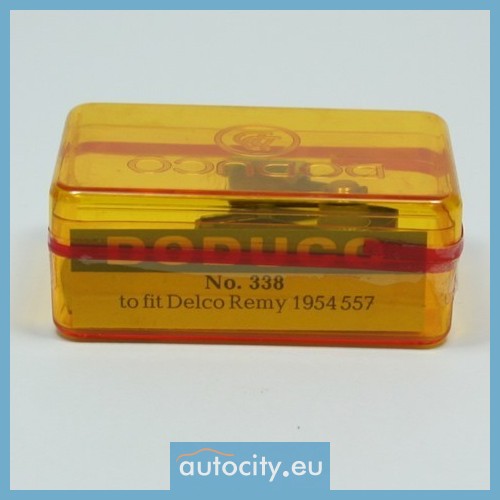 DODUCO
DODUCO
No. 338
to fit Delco Remy 1954 557
autocity.eu